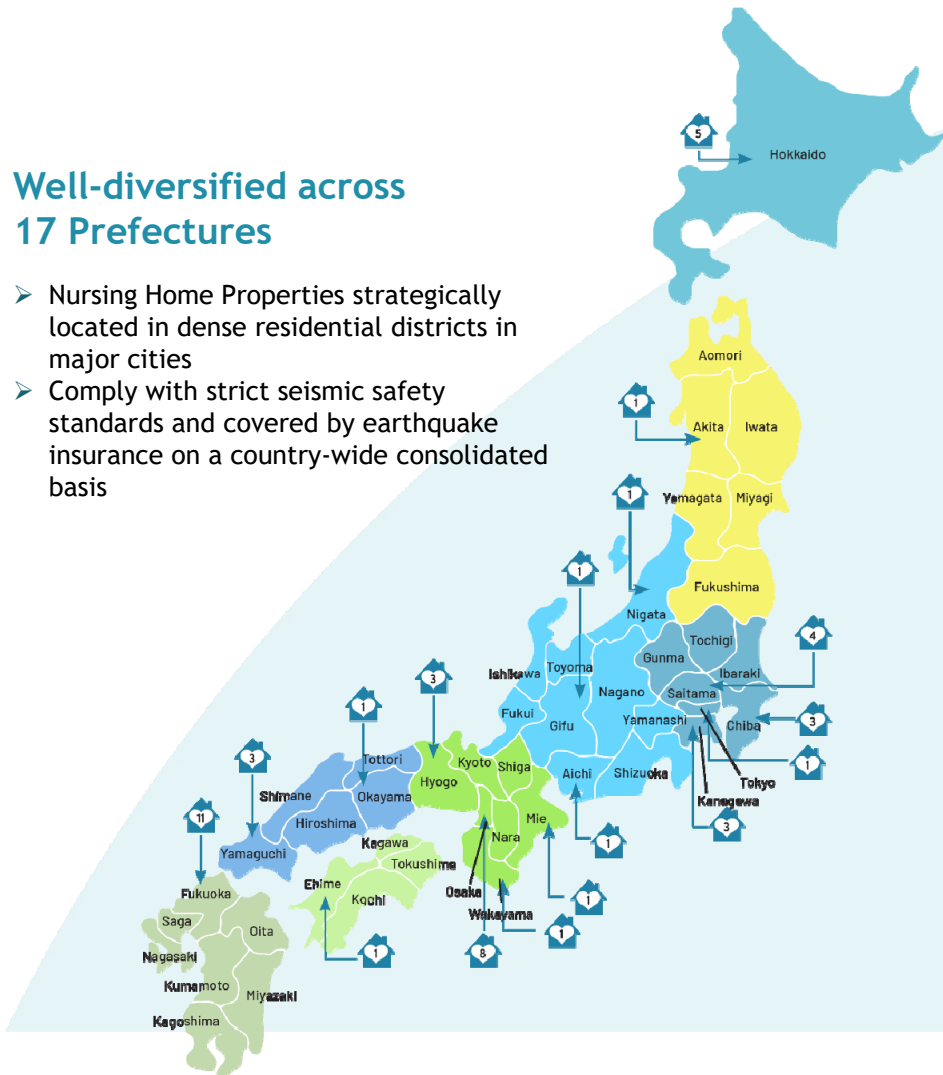 5
Hokkaido
Well-diversified across
17 Prefectures
➢ Nursing Home Properties strategically
located in dense residential districts in
major cities
➢ Comply with strict seismic safety
standards and covered by earthquake
insurance on a country-wide consolidated
basis
Aomori
1
Akita
Iwata
1
Yamagata
Miyagi
1
Fukushima
Nigata
Tochigi
4
Gunma
Ibaraki
Ishikawa
Toyoma
3
Nagano
Saitama
1
Fukui
Gifu
Yamanashi
Chiba
3
Tottori
Kyoto
Shiga
3
Hyogo
Aichi
Shizuoka
Tokyo
1
Shimane
Okayama
Kanagawa
11
Hiroshima
Mie
3
Nara
Yamaguchi
Kagawa
1
Tokushima
Fukuoka
Ehime
Osaka
Kochi
Wakayama
1
Saga
Oita
1
1
8
Nagasaki
Kumamoto
Miyazaki
Kagoshima